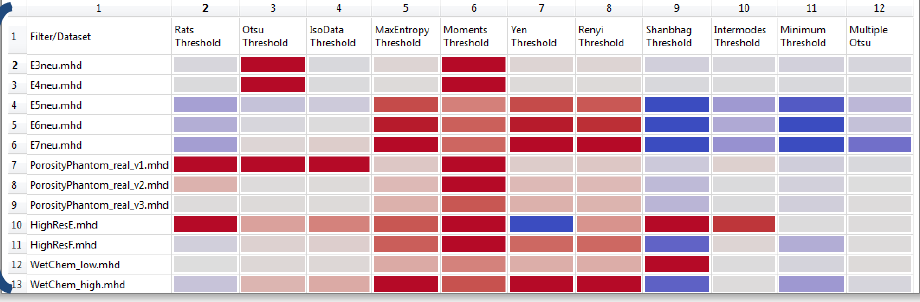 1 2 3 4 5 6 7 8 9 10 11 12
1 Filter/Dataset Rats Threshold Otsu Threshold IsoData Threshold MaxEntropy Threshold Moments Threshold Yen Threshold Renyi Threshold Shanbhag Threshold Intermodes Threshold Minimum Threshold Multiple Otsu
2 E3neu.mhd
3 E4neu.mhd
4 E5neu.mhd
5 E6neu.mhd
6 E7neu.mhd
7 PorosityPhantom_real_v1.mhd
8 PorosityPhantom_real_v2.mhd
9 PorosityPhantom_real_v3.mhd
10 HighResE.mhd
11 HighResF.mhd
12 WetChem_low.mhd
13 WetChem_high.mhd